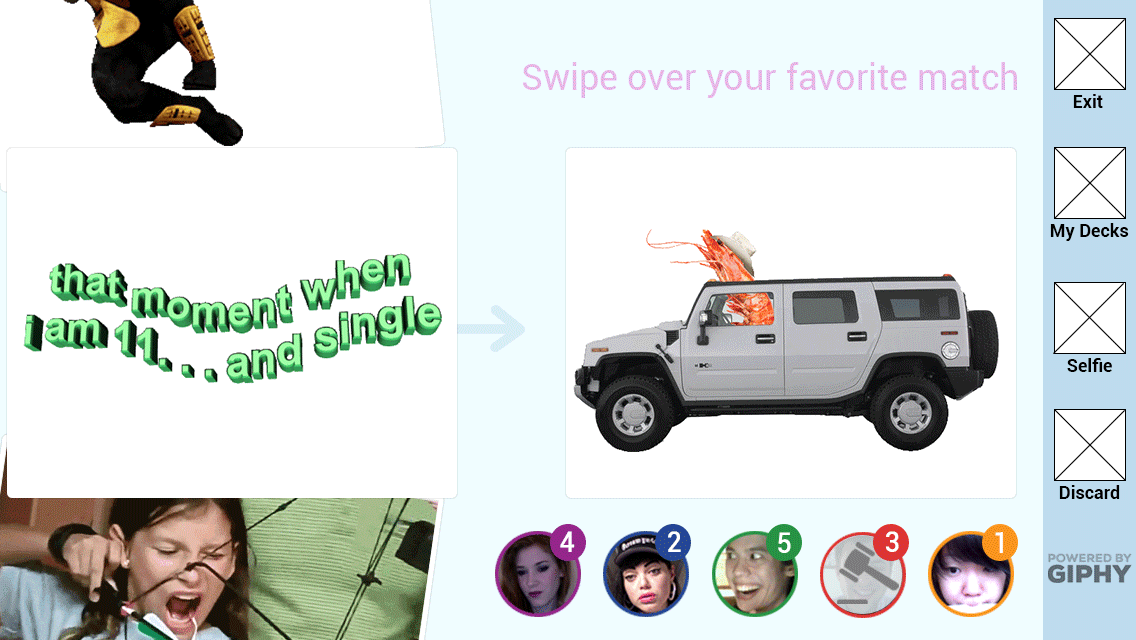 Swipe over your favorite match
that moment when
i am 11. . . and single
4
2
5
3
1
Exit
My Decks
Selfie
Discard
POWERED BY
GIPHY